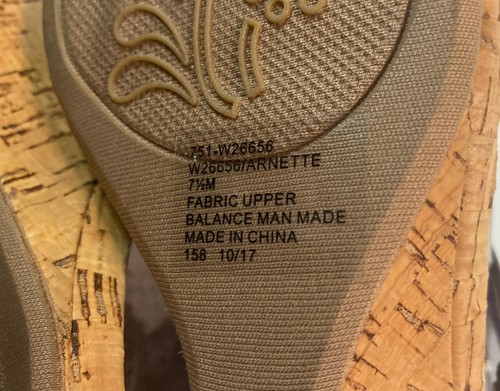 751-W26656
W26656/ARNETTE
7½M
FABRIC UPPER
BALANCE MAN MADE
MADE IN CHINA
158 10/17